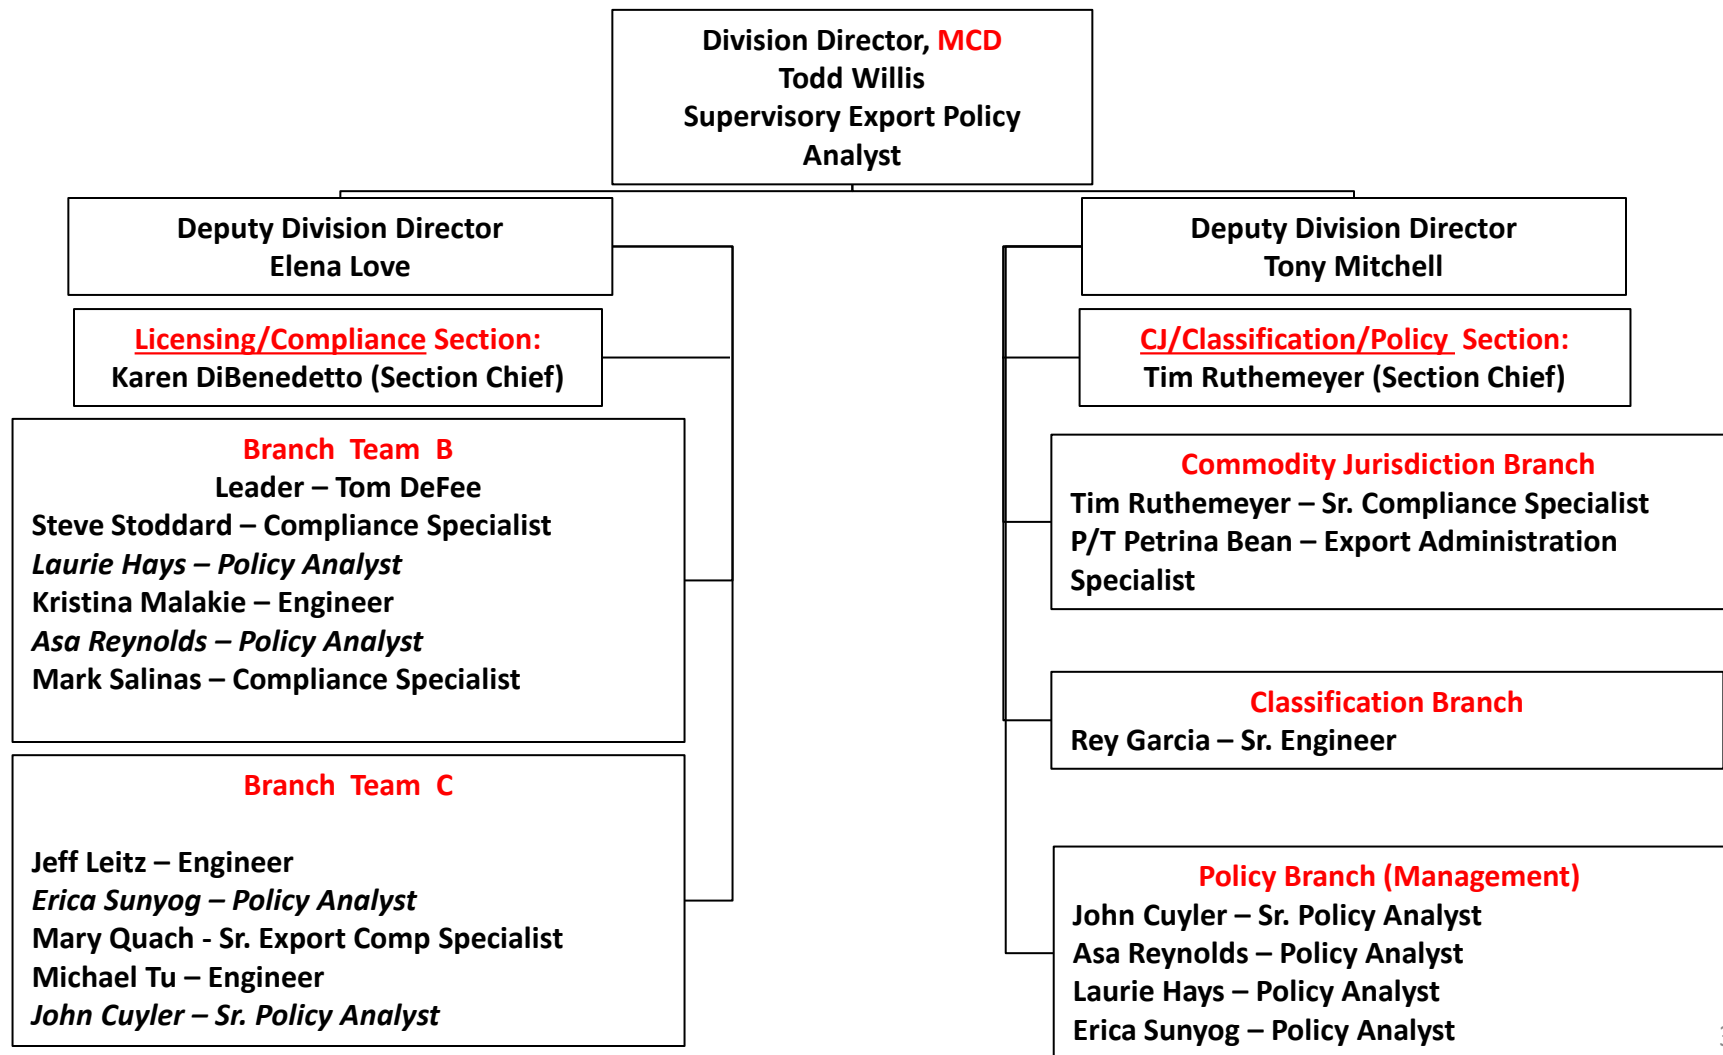 Division Director, MCD
Todd Willis
Supervisory Export Policy
Analyst
Deputy Division Director
Elena Love
Licensing/Compliance Section:
Karen DiBenedetto (Section Chief)
Branch Team B
Leader – Tom DeFee
Steve Stoddard – Compliance Specialist
Laurie Hays – Policy Analyst
Kristina Malakie – Engineer
Asa Reynolds – Policy Analyst
Mark Salinas – Compliance Specialist
Branch Team C
Jeff Leitz – Engineer
Erica Sunyog – Policy Analyst
Mary Quach - Sr. Export Comp Specialist
Michael Tu – Engineer
John Cuyler – Sr. Policy Analyst
Deputy Division Director
Tony Mitchell
CJ/Classification/Policy Section:
Tim Ruthemeyer (Section Chief)
Commodity Jurisdiction Branch
Tim Ruthemeyer – Sr. Compliance Specialist
P/T Petrina Bean – Export Administration
Specialist
Classification Branch
Rey Garcia – Sr. Engineer
Policy Branch (Management)
John Cuyler – Sr. Policy Analyst
Asa Reynolds – Policy Analyst
Laurie Hays – Policy Analyst
Erica Sunyog – Policy Analyst